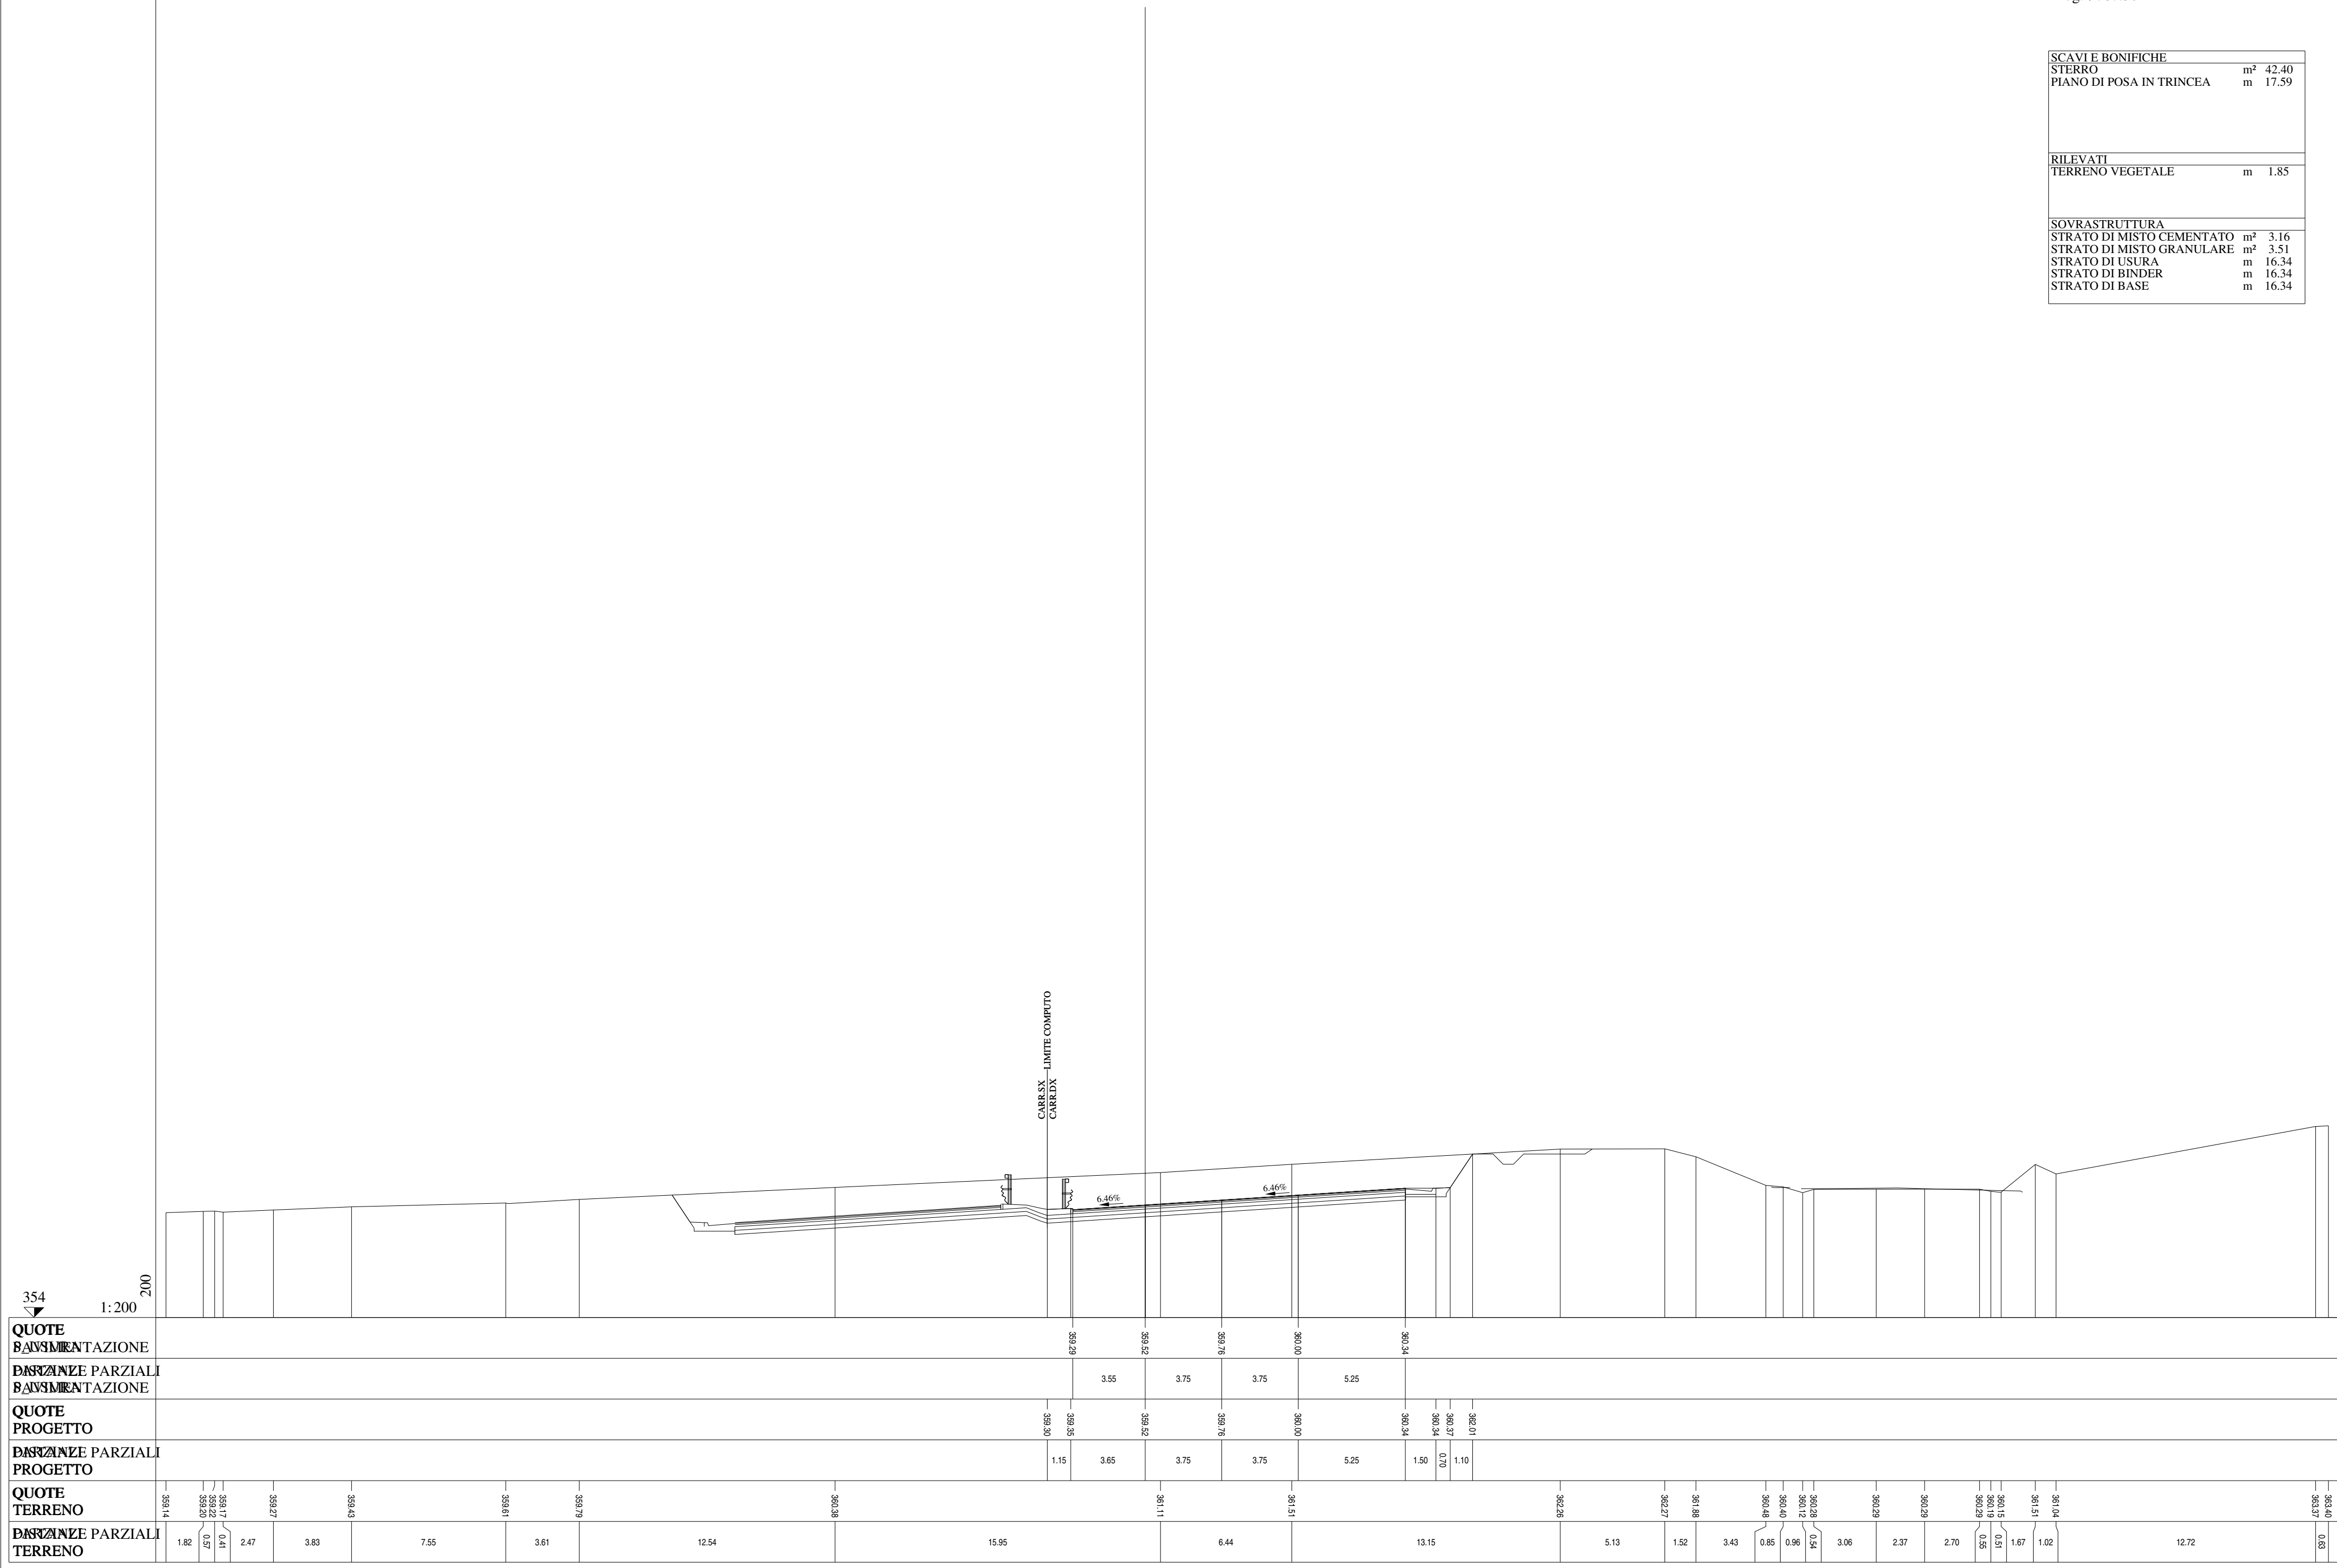 SCAVI E BONIFICHE
STERRO m² 42.40
PIANO DI POSA IN TRINCEA m 17.59
RILEVATI
TERRENO VEGETALE m 1.85
SOVRASTRUTTURA
STRATO DI MISTO CEMENTATO m² 3.16
STRATO DI MISTO GRANULARE m² 3.51
STRATO DI USURA m 16.34
STRATO DI BINDER m 16.34
STRATO DI BASE m 16.34
LIMITE COMPUTO
CARR.SX
CARR.DX
6.46%
6.46%
354
1:200
200
QUOTE
359.29 359.52 359.76 360.00 360.34
PARZIALI
3.55 3.75 3.75 5.25
QUOTE
PROGETTO
359.30 359.35 359.52 359.76 360.00 360.34 360.34 360.37 362.01
PARZIALI
PROGETTO
1.15 3.65 3.75 3.75 5.25 1.50 0.70 1.10
QUOTE
TERRENO
359.14 359.20 359.22 359.17 359.27 359.43 359.61 359.79 360.38 361.11 361.51 362.26 362.27 361.88 360.48 360.40 360.12 360.28 360.29 360.29 360.29 360.19 360.15 361.51 361.04 363.37 363.40
PARZIALI
TERRENO
1.82 0.57 0.41 2.47 3.83 7.55 3.61 12.54 15.95 6.44 13.15 5.13 1.52 3.43 0.85 0.96 0.54 3.06 2.37 2.70 0.55 0.51 1.67 1.02 12.72 0.63